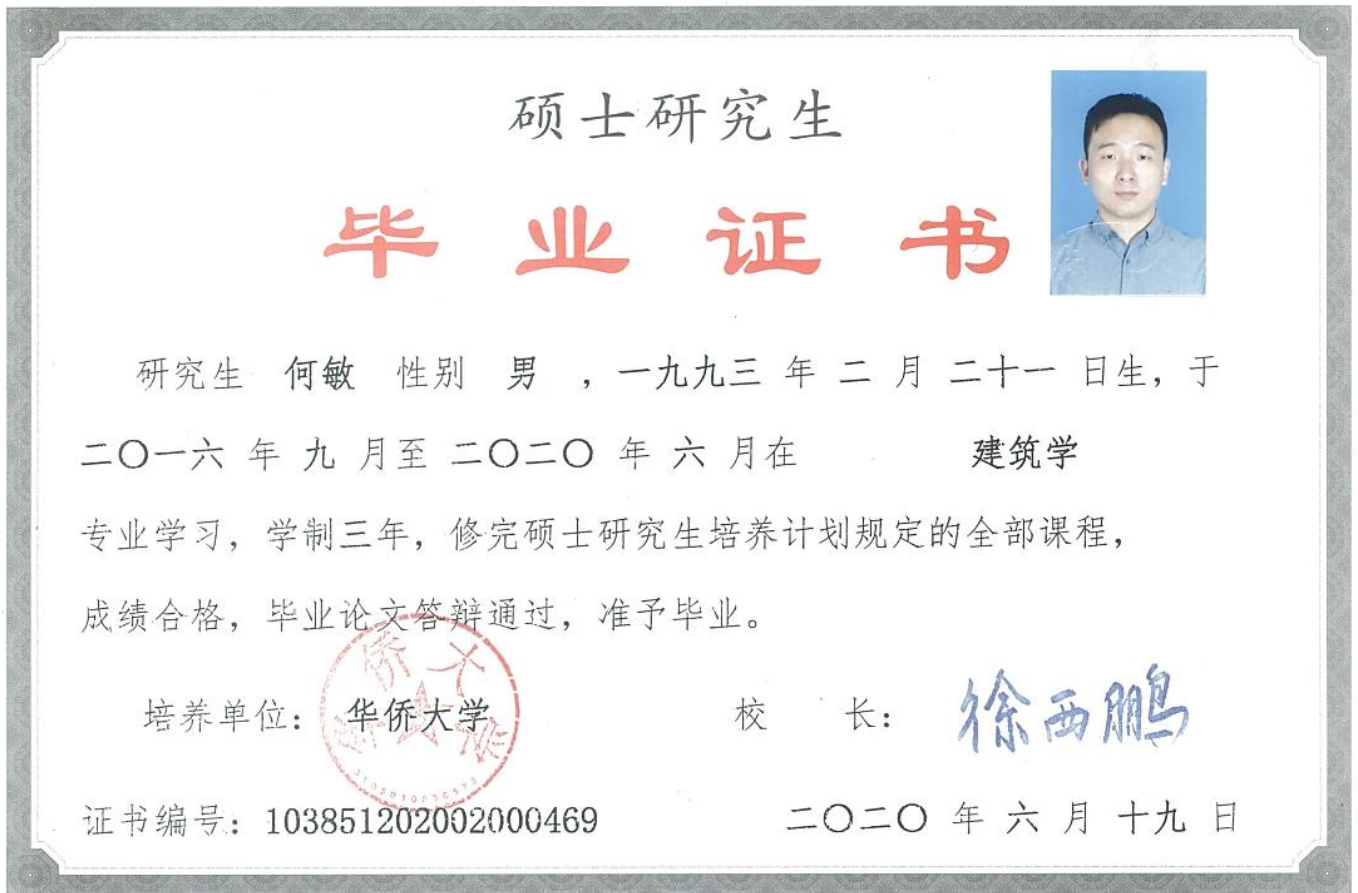 硕士研究生
毕业证书
研究生 何敏 性别 男 ，一九九三 年 二 月 二十一 日生，于
二〇一六 年 九 月至 二〇二〇 年 六 月在 建筑学
专业学习，学制三年，修完硕士研究生培养计划规定的全部课程，
成绩合格，毕业论文答辩通过，准予毕业。
培养单位：华侨大学 校 长：徐西鹏
华侨大学
证书编号：103851202002000469 二〇二〇 年 六 月 十九 日